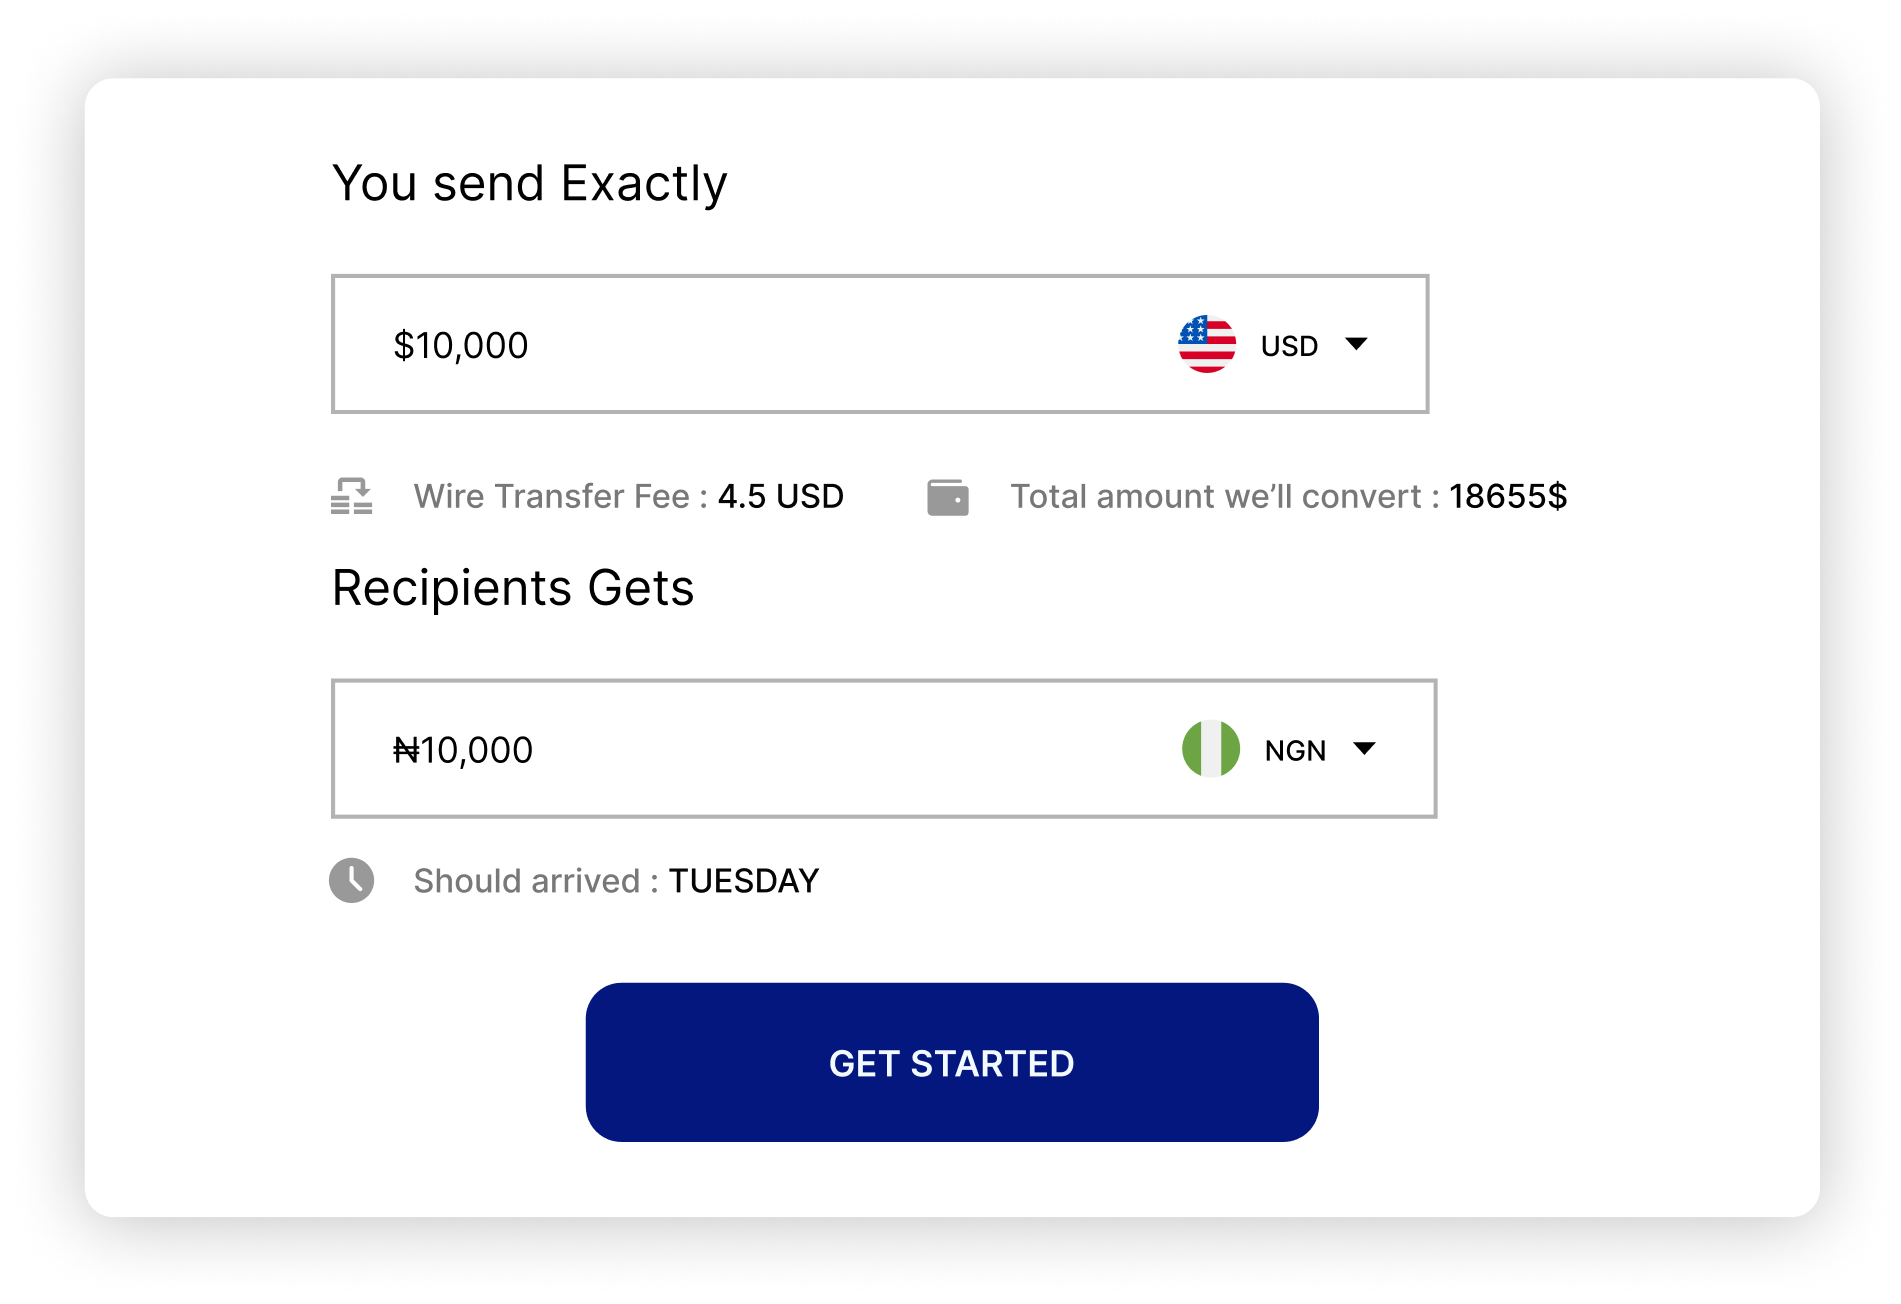 You send Exactly
$10,000 USD
Wire Transfer Fee : 4.5 USD Total amount we’ll convert : 18655$
Recipients Gets
₦10,000 NGN
Should arrived : TUESDAY
GET STARTED